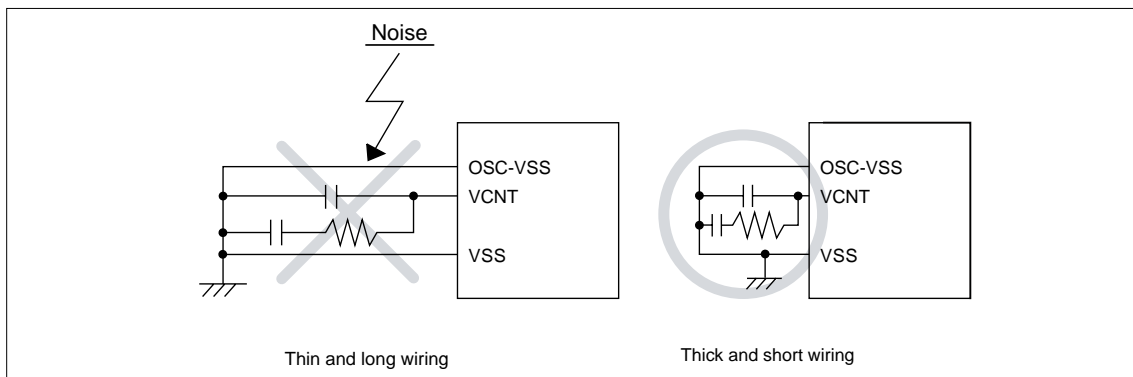 Noise
OSC-VSS
VCNT
VSS
Thin and long wiring
OSC-VSS
VCNT
VSS
Thick and short wiring